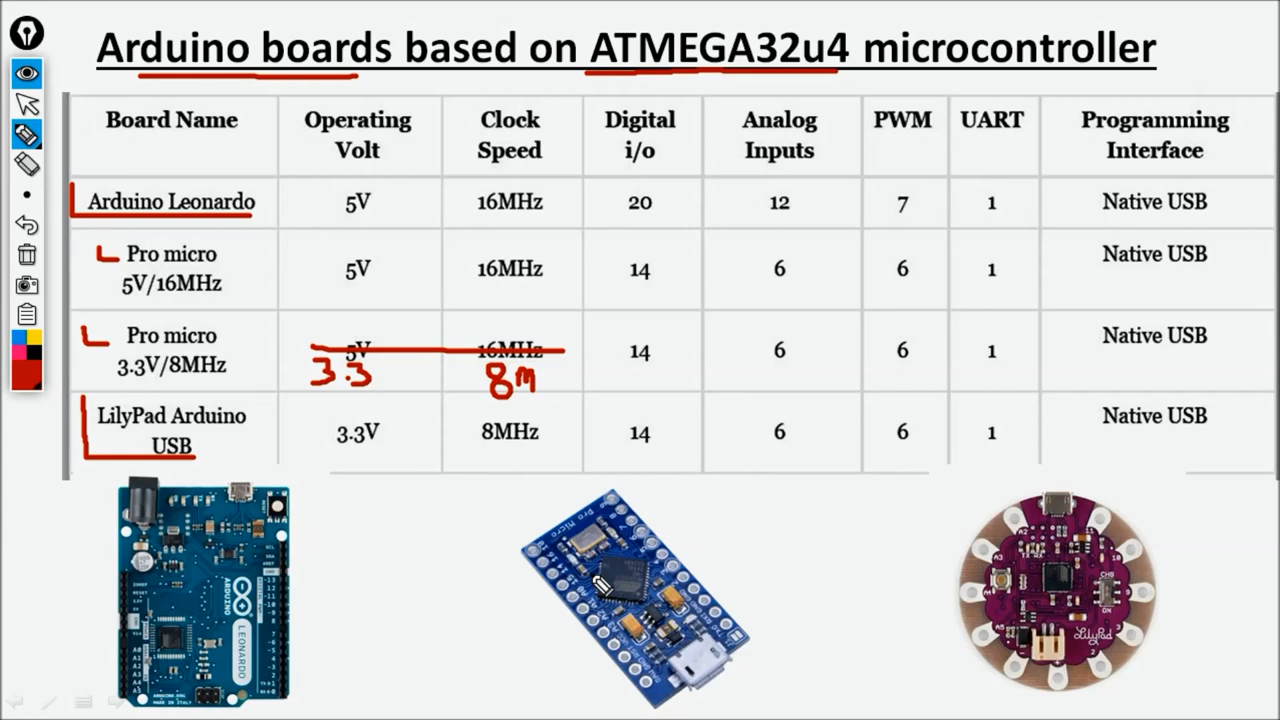 Arduino boards based on ATMEGA32u4 microcontroller
Board Name Operating Volt Clock Speed Digital i/o Analog Inputs PWM UART Programming Interface
Arduino Leonardo 5V 16MHz 20 12 7 1 Native USB
Pro micro 5V/16MHz 5V 16MHz 14 6 6 1 Native USB
Pro micro 3.3V/8MHz 5V 16MHz 14 6 6 1 Native USB
3.3 8M
LilyPad Arduino USB 3.3V 8MHz 14 6 6 1 Native USB
ARDUINO
LEONARDO
Pro Micro
LilyPad